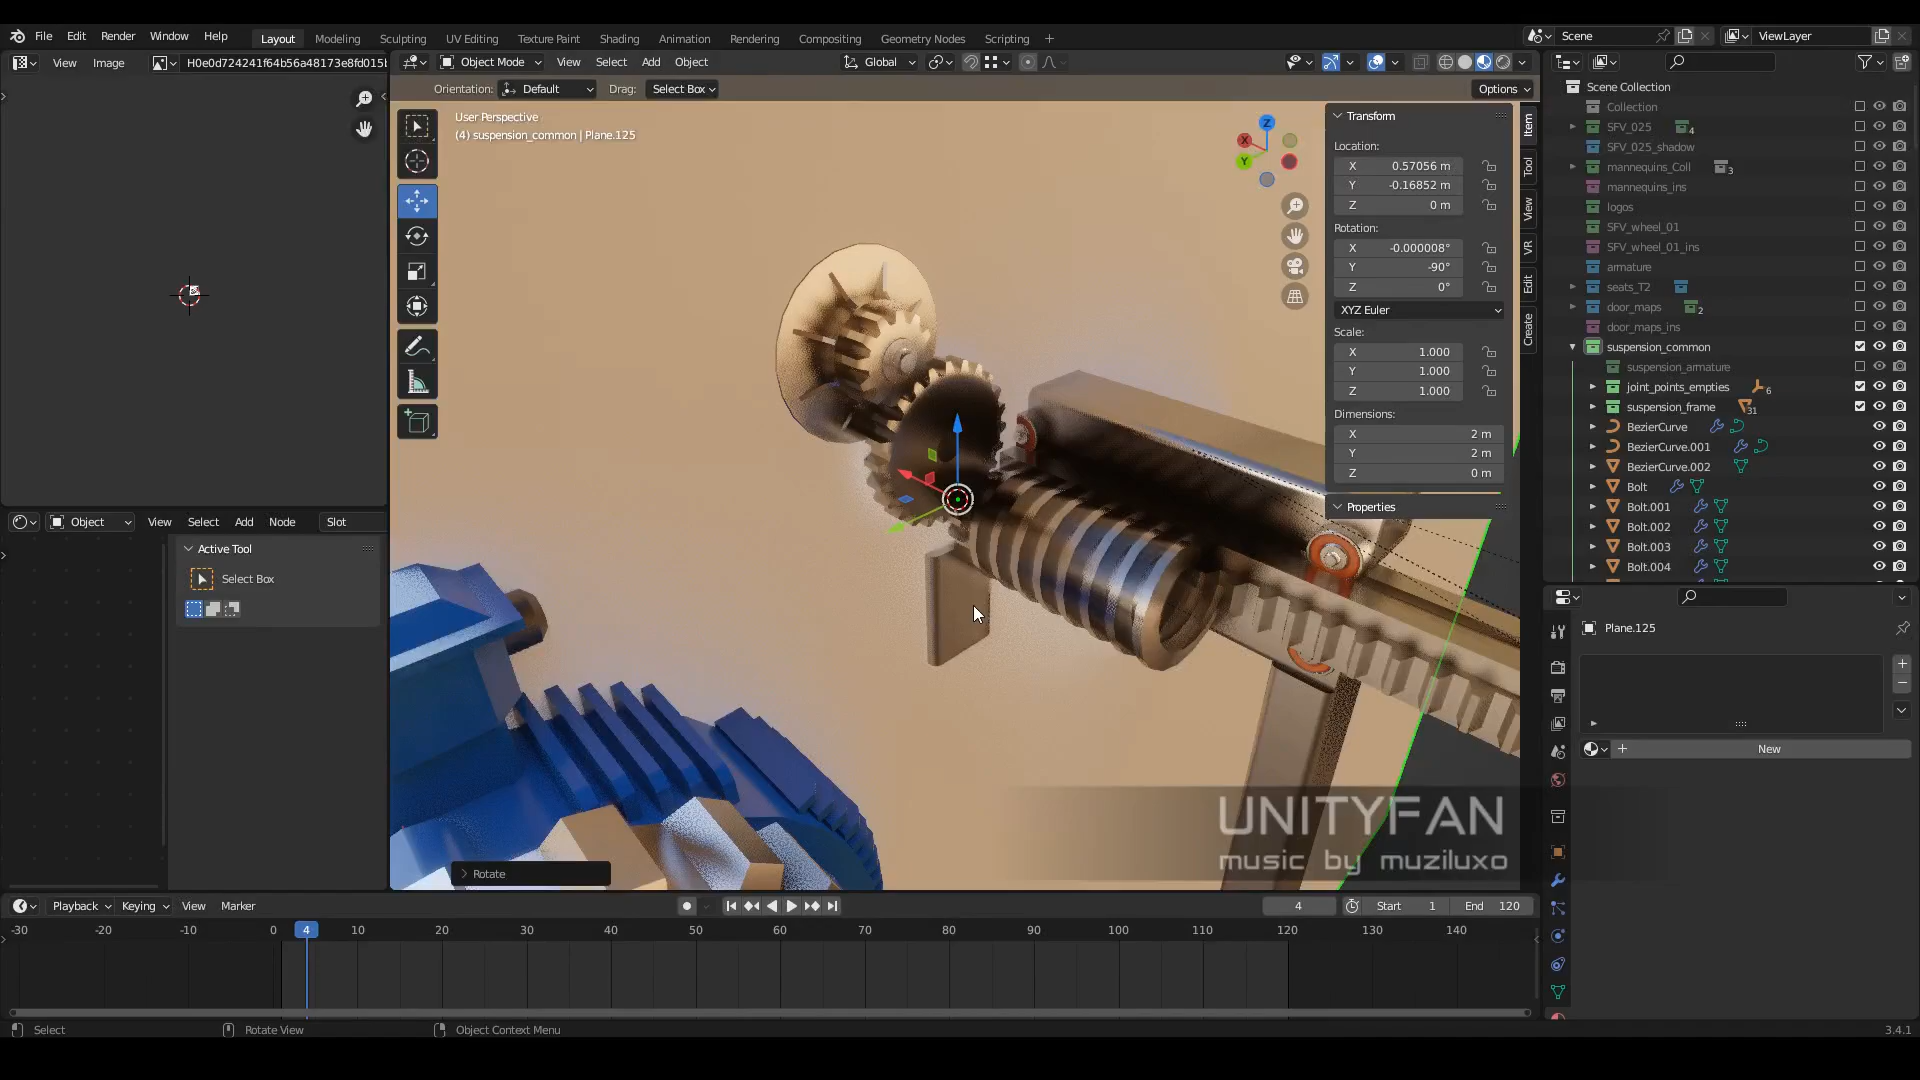 File Edit Render Window Help
Layout Modeling Sculpting UV Editing Texture Paint Shading Animation Rendering Compositing Geometry Nodes Scripting +
Scene ViewLayer
View Image
Object Mode View Select Add Object Global
Orientation: Default Drag: Select Box Options
User Perspective
(4) suspension_common | Plane.125
Z
X
Y
Transform
Location:
X 0.57056 m
Y -0.16852 m
Z 0 m
Rotation:
X -0.000008°
Y -90°
Z 0°
XYZ Euler
Scale:
X 1.000
Y 1.000
Z 1.000
Dimensions:
X 2 m
Y 2 m
Z 0 m
Properties
Item
Tool
View
VR
Edit
Create
Scene Collection
Collection
SFV_025 4
SFV_025_shadow
mannequins_Coll 3
mannequins_ins
logos
SFV_wheel_01
SFV_wheel_01_ins
armature
seats_T2
door_maps 2
door_maps_ins
suspension_common
suspension_armature
joint_points_empties 6
suspension_frame 31
BezierCurve
BezierCurve.001
BezierCurve.002
Bolt
Bolt.001
Bolt.002
Bolt.003
Bolt.004
Plane.125
New
Object View Select Add Node Slot
Active Tool
Select Box
Rotate
UNITYFAN
music by muziluxo
Playback Keying View Marker
4 Start 1 End 120
-30 -20 -10 0 4 10 20 30 40 50 60 70 80 90 100 110 120 130 140
Select Rotate View Object Context Menu
3.4.1